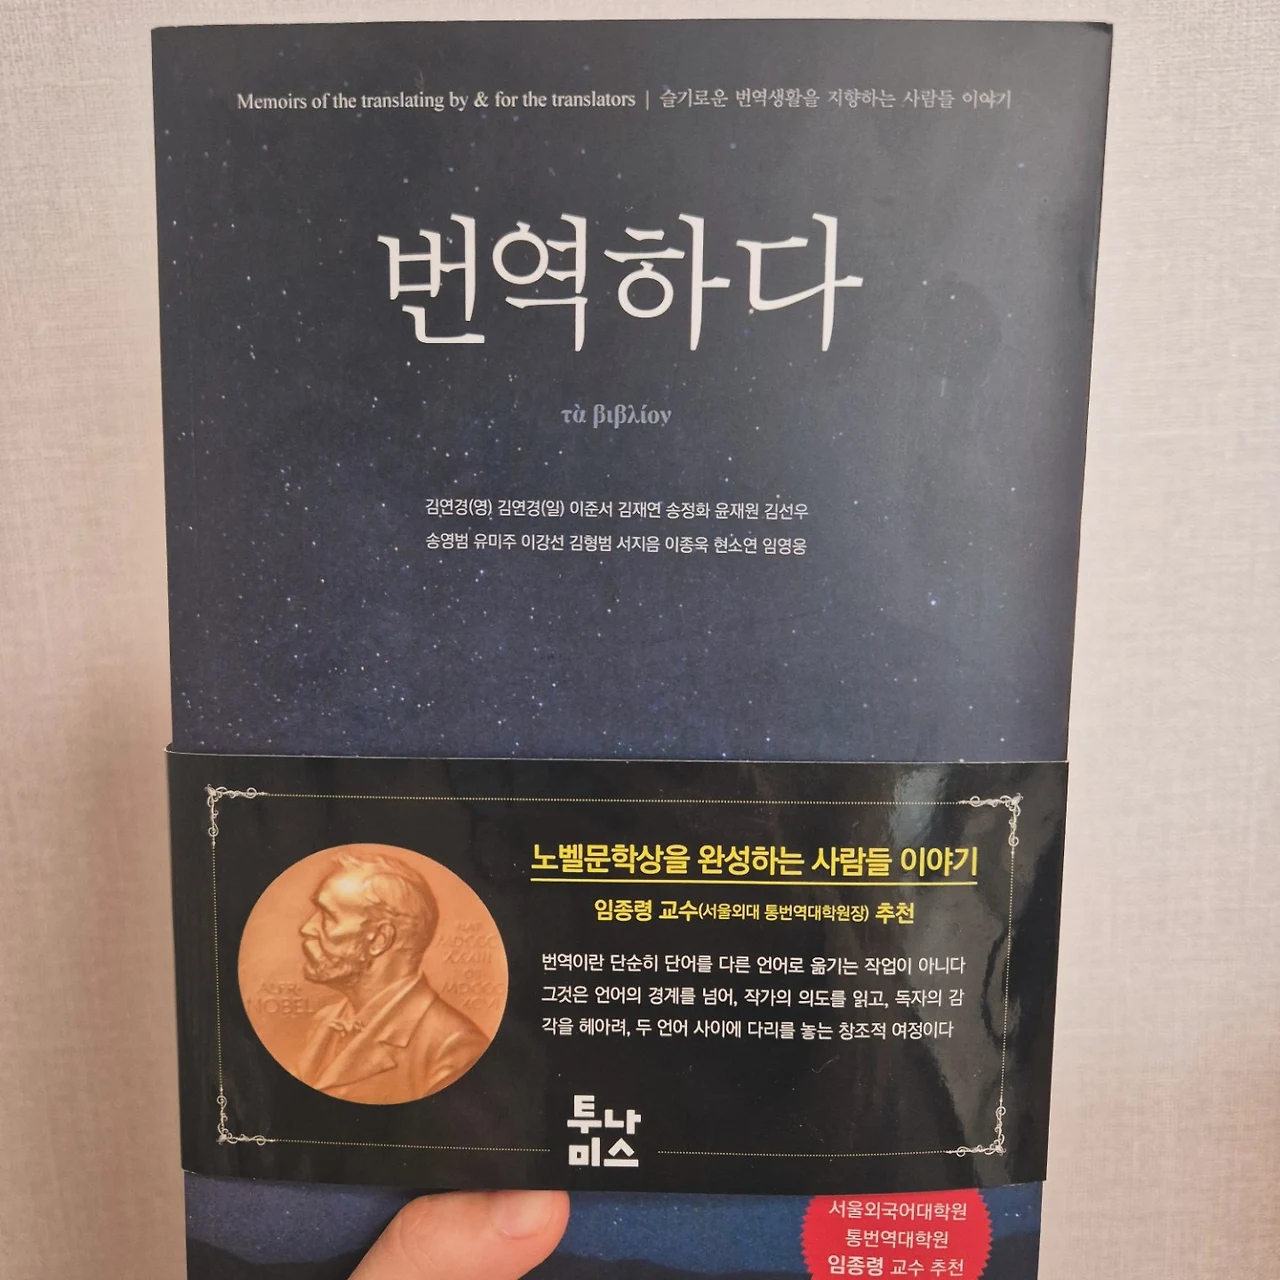 Memoirs of the translating by & for the translators | 슬기로운 번역생활을 지향하는 사람들 이야기
번역하다
τὰ βιβλίον
김연경(영) 김연경(일) 이준서 김재연 송정화 윤재원 김선우
송영범 유미주 이강선 김형범 서지음 이종욱 현소연 임영웅
노벨문학상을 완성하는 사람들 이야기
임종령 교수(서울외대 통번역대학원장) 추천
번역이란 단순히 단어를 다른 언어로 옮기는 작업이 아니다
그것은 언어의 경계를 넘어, 작가의 의도를 읽고, 독자의 감
각을 헤아려, 두 언어 사이에 다리를 놓는 창조적 여정이다
NOBEL
투나
미스
서울외국어대학원
통번역대학원
임종령 교수 추천